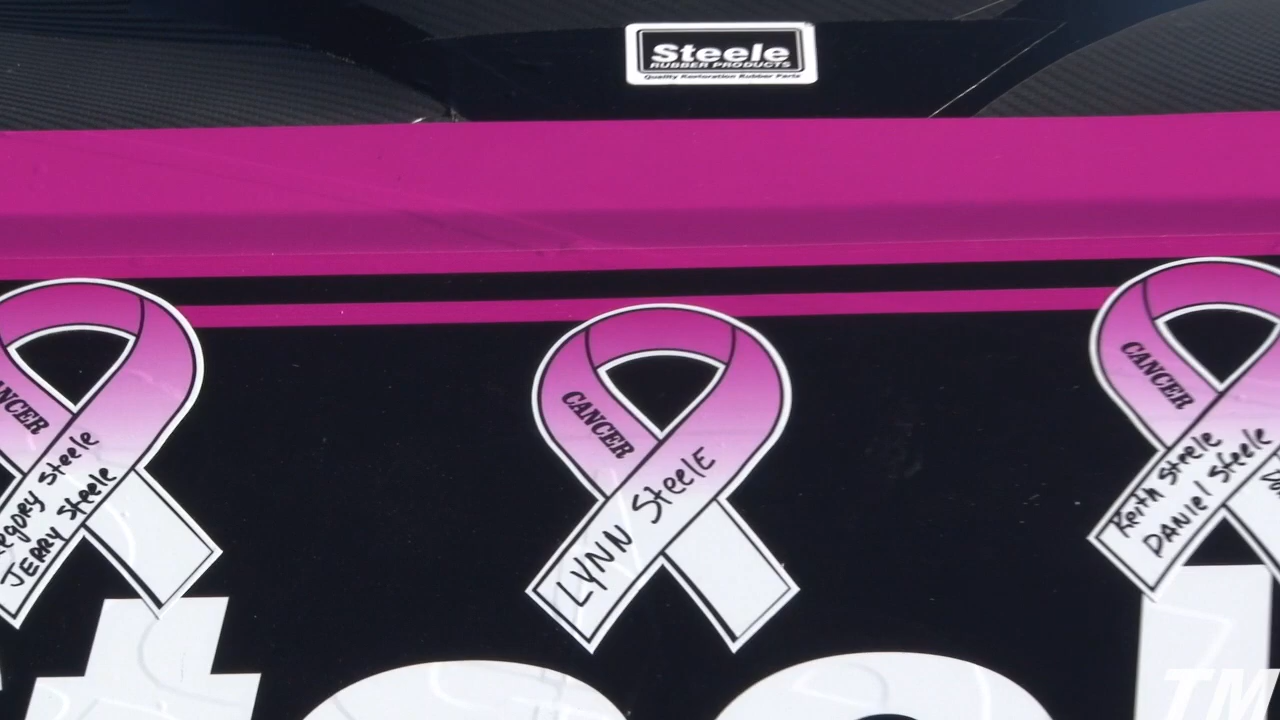 Steele
RUBBER PRODUCTS
Quality Restoration Rubber Parts
CANCER
steele
JERRY steele
CANCER
LYNN SteelE
CANCER
Keith Steele
DANIEL Steele
TM